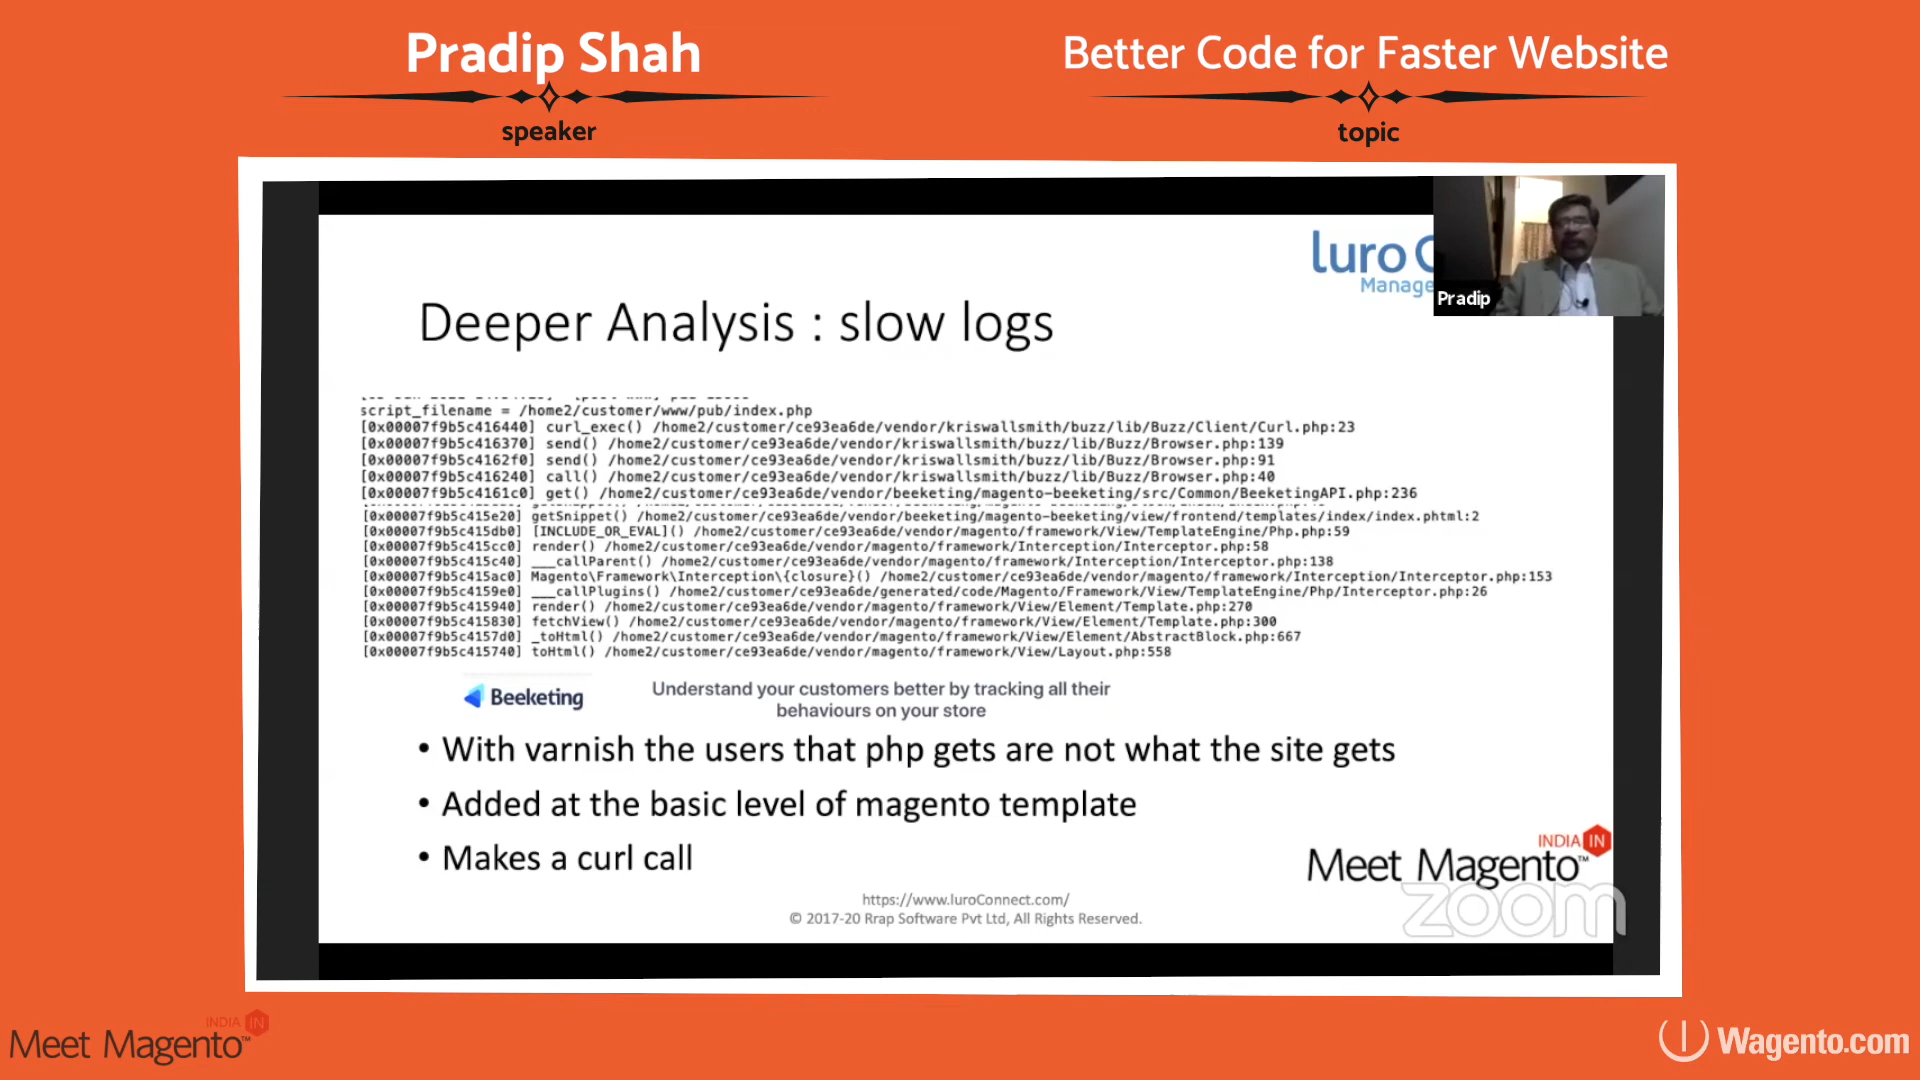 Pradip Shah
speaker
Better Code for Faster Website
topic
luro
Manage
Pradip
Deeper Analysis : slow logs
script_filename = /home2/customer/www/pub/index.php
[0x00007f9b5c416440] curl_exec() /home2/customer/ce93ea6de/vendor/kriswallsmith/buzz/lib/Buzz/Client/Curl.php:23
[0x00007f9b5c416370] send() /home2/customer/ce93ea6de/vendor/kriswallsmith/buzz/lib/Buzz/Browser.php:139
[0x00007f9b5c4162f0] send() /home2/customer/ce93ea6de/vendor/kriswallsmith/buzz/lib/Buzz/Browser.php:91
[0x00007f9b5c416240] call() /home2/customer/ce93ea6de/vendor/kriswallsmith/buzz/lib/Buzz/Browser.php:40
[0x00007f9b5c4161c0] get() /home2/customer/ce93ea6de/vendor/beeketing/magento-beeketing/src/Common/BeeketingAPI.php:236
[0x00007f9b5c415e20] getSnippet() /home2/customer/ce93ea6de/vendor/beeketing/magento-beeketing/view/frontend/templates/index/index.phtml:2
[0x00007f9b5c415db0] [INCLUDE_OR_EVAL]() /home2/customer/ce93ea6de/vendor/magento/framework/View/TemplateEngine/Php.php:59
[0x00007f9b5c415cc0] render() /home2/customer/ce93ea6de/vendor/magento/framework/Interception/Interceptor.php:58
[0x00007f9b5c415c40] ___callParent() /home2/customer/ce93ea6de/vendor/magento/framework/Interception/Interceptor.php:138
[0x00007f9b5c415ac0] Magento\Framework\Interception\{closure}() /home2/customer/ce93ea6de/vendor/magento/framework/Interception/Interceptor.php:153
[0x00007f9b5c4159e0] ___callPlugins() /home2/customer/ce93ea6de/generated/code/Magento/Framework/View/TemplateEngine/Php/Interceptor.php:26
[0x00007f9b5c415940] render() /home2/customer/ce93ea6de/vendor/magento/framework/View/Element/Template.php:270
[0x00007f9b5c415830] fetchView() /home2/customer/ce93ea6de/vendor/magento/framework/View/Element/Template.php:300
[0x00007f9b5c4157d0] _toHtml() /home2/customer/ce93ea6de/vendor/magento/framework/View/Element/AbstractBlock.php:667
[0x00007f9b5c415740] toHtml() /home2/customer/ce93ea6de/vendor/magento/framework/View/Layout.php:558
Beeketing
Understand your customers better by tracking all their
behaviours on your store
• With varnish the users that php gets are not what the site gets
• Added at the basic level of magento template
• Makes a curl call
INDIA IN
Meet Magento™
zoom
https://www.luroConnect.com/
© 2017-20 Rrap Software Pvt Ltd, All Rights Reserved.
INDIA IN
Meet Magento™
Wagento.com